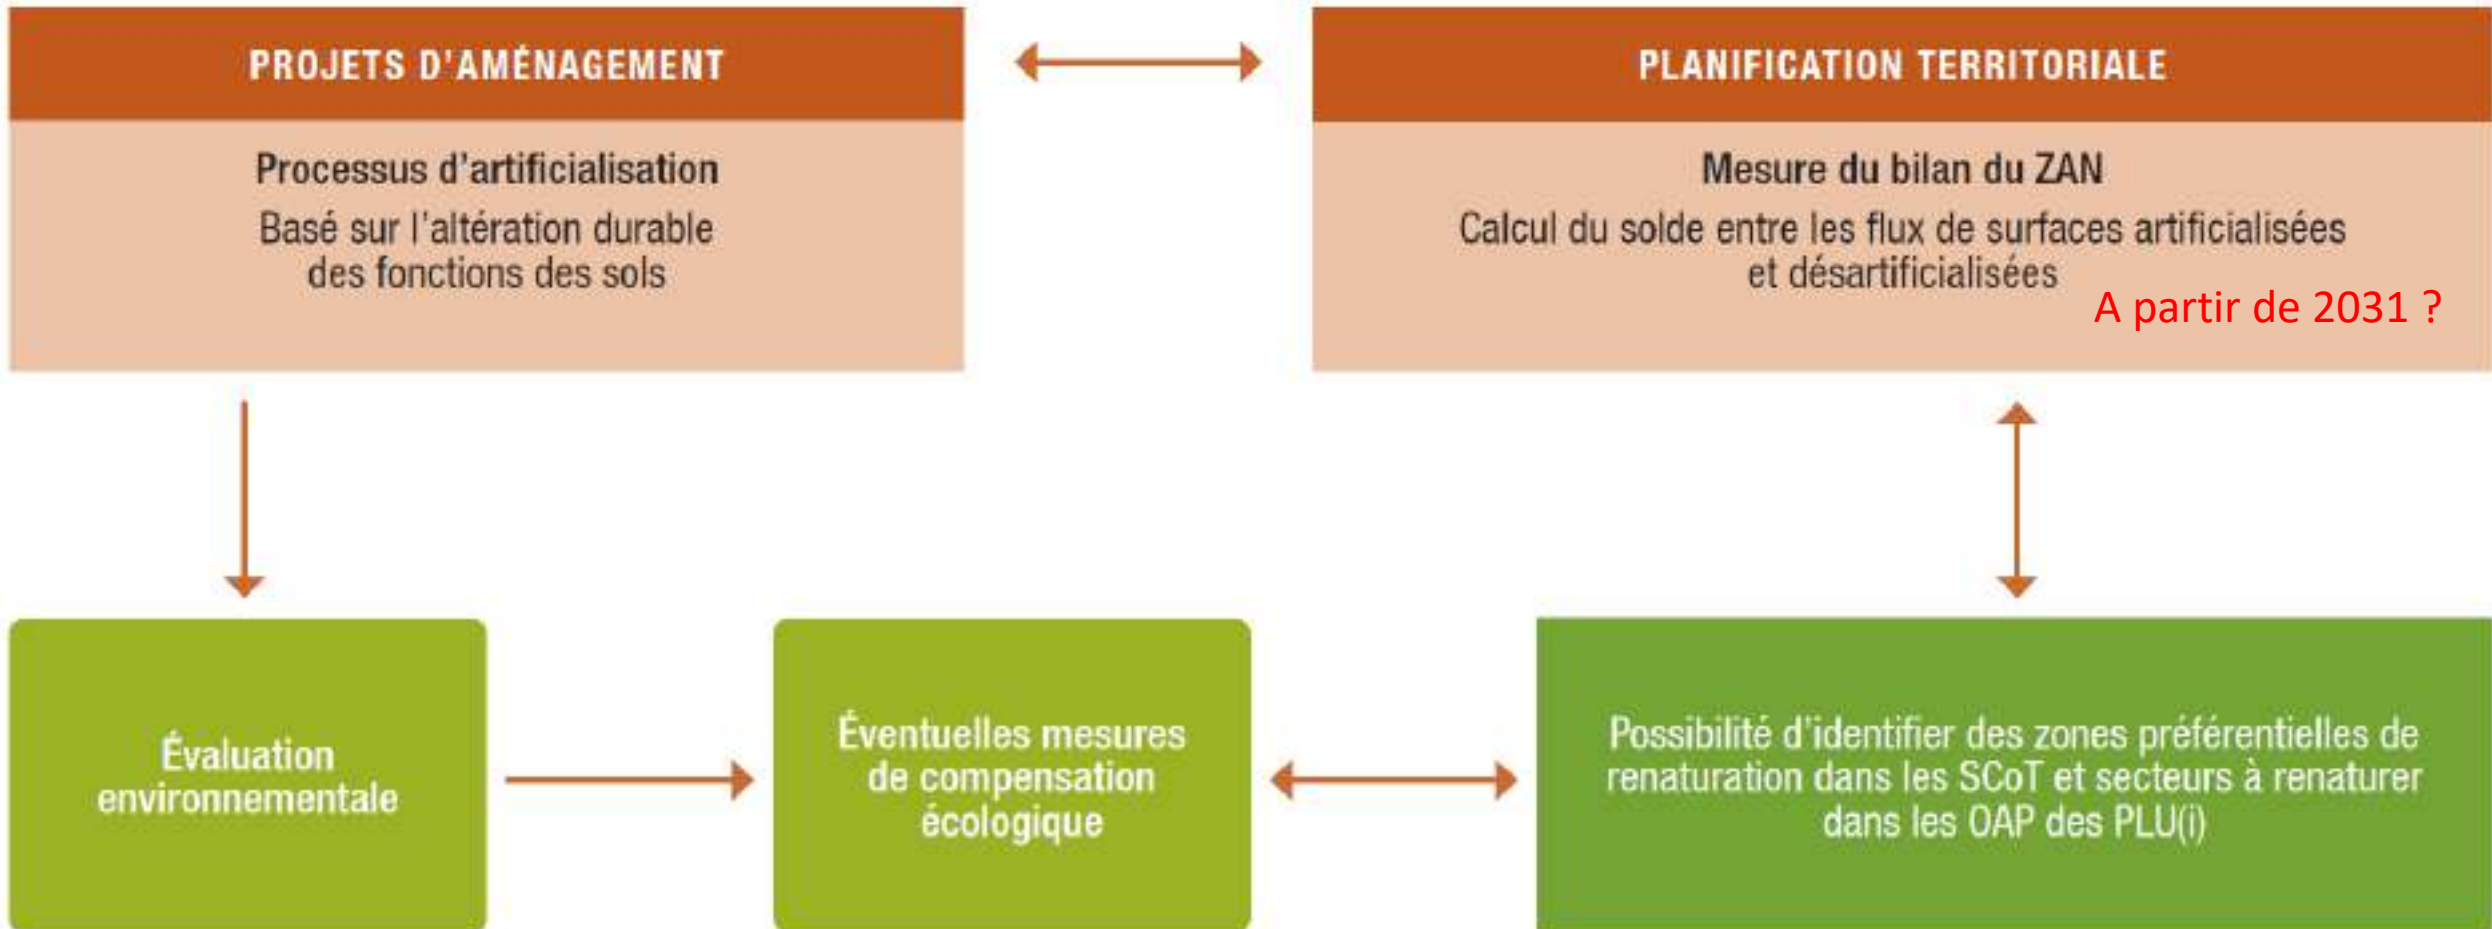 PROJETS D'AMÉNAGEMENT
Processus d'artificialisation
Basé sur l'altération durable
des fonctions des sols
PLANIFICATION TERRITORIALE
Mesure du bilan du ZAN
Calcul du solde entre les flux de surfaces artificialisées
et désartificialisées
A partir de 2031 ?
Évaluation
environnementale
Éventuelles mesures
de compensation
écologique
Possibilité d'identifier des zones préférentielles de
renaturation dans les SCoT et secteurs à renaturer
dans les OAP des PLU(i)